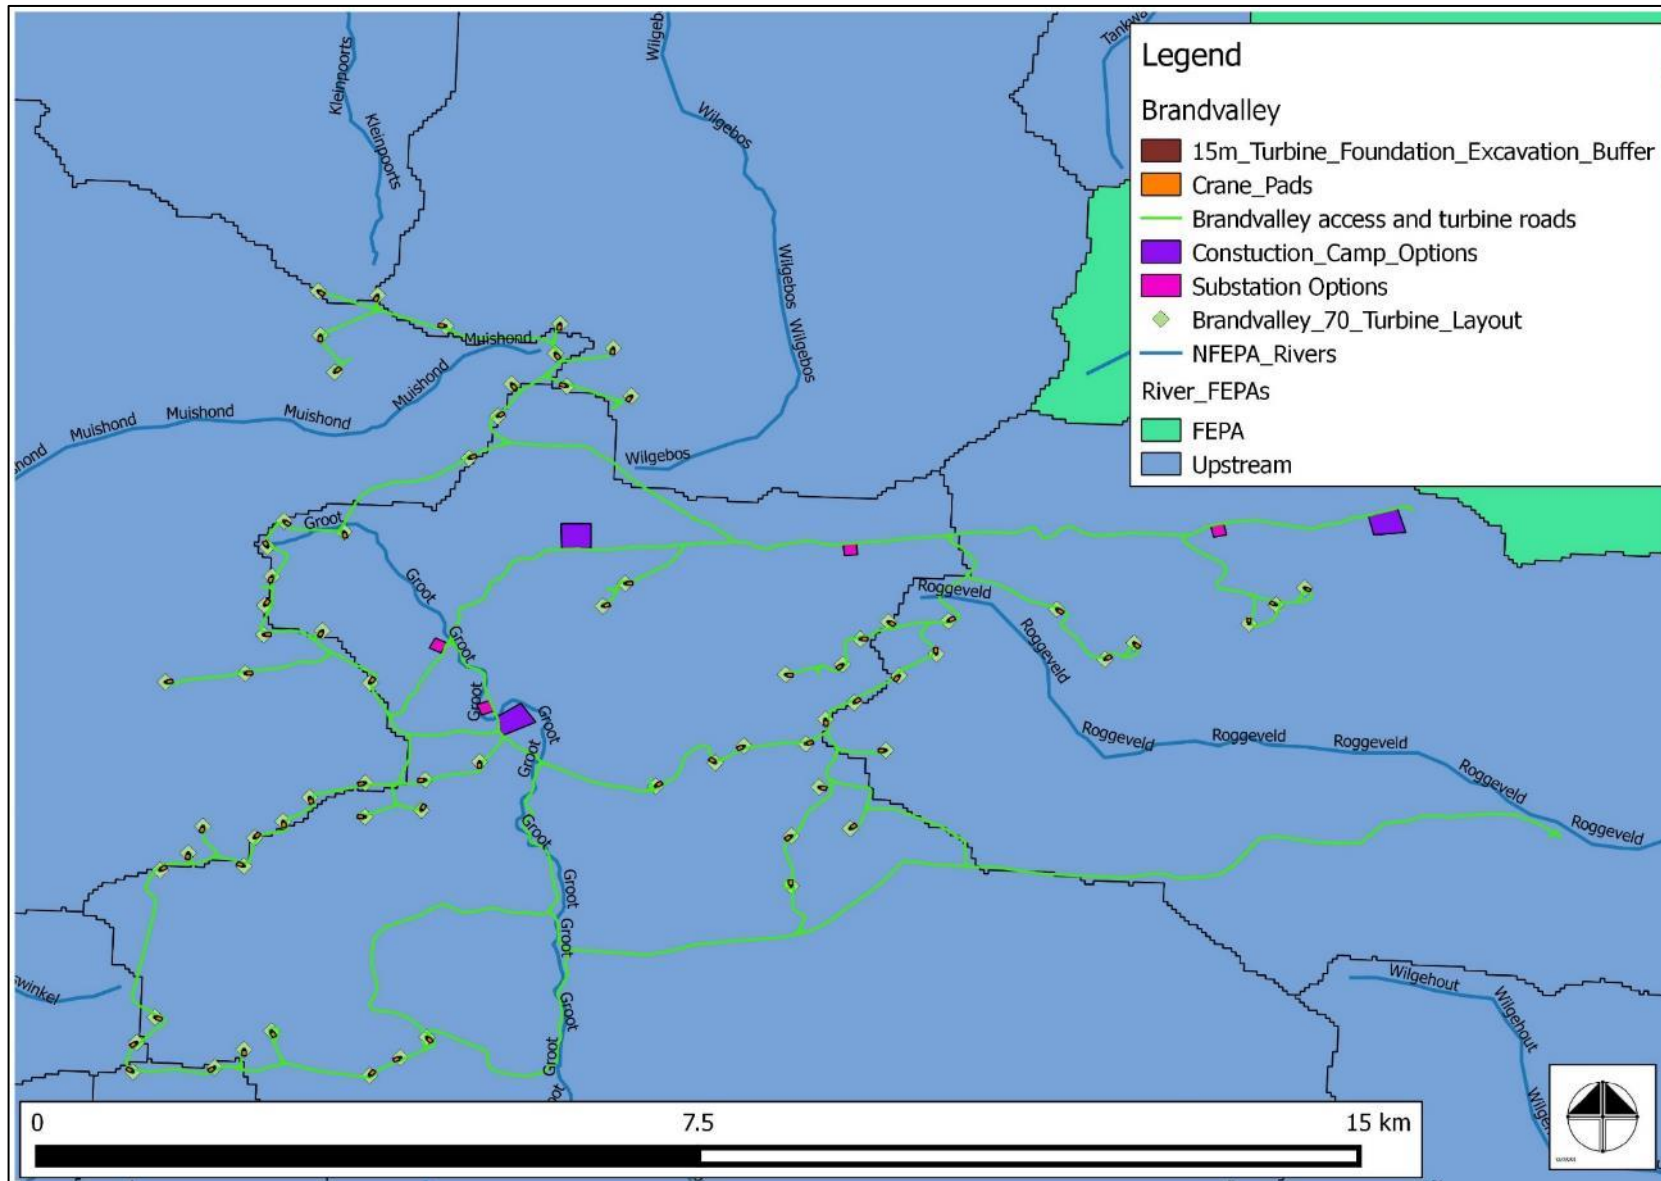 Kleinpoorts
Kleinpoorts
Wilgebos
Wilgebos
Wilgebos
Wilgebos
Wilgebos
Legend
Brandvalley
15m_Turbine_Foundation_Excavation_Buffer
Crane_Pads
Brandvalley access and turbine roads
Constuction_Camp_Options
Substation Options
Brandvalley_70_Turbine_Layout
NFEPA_Rivers
River_FEPAs
FEPA
Upstream
Muishond
Muishond
Muishond
Muishond
Muishond
Groot
Groot
Groot
Groot
Groot
Groot
Groot
Groot
Groot
Groot
Groot
Roggeveld
Roggeveld
Roggeveld
Roggeveld
Roggeveld
Roggeveld
Roggeveld
swinkel
Wilgehout
Wilgehout
0 7.5 15 km